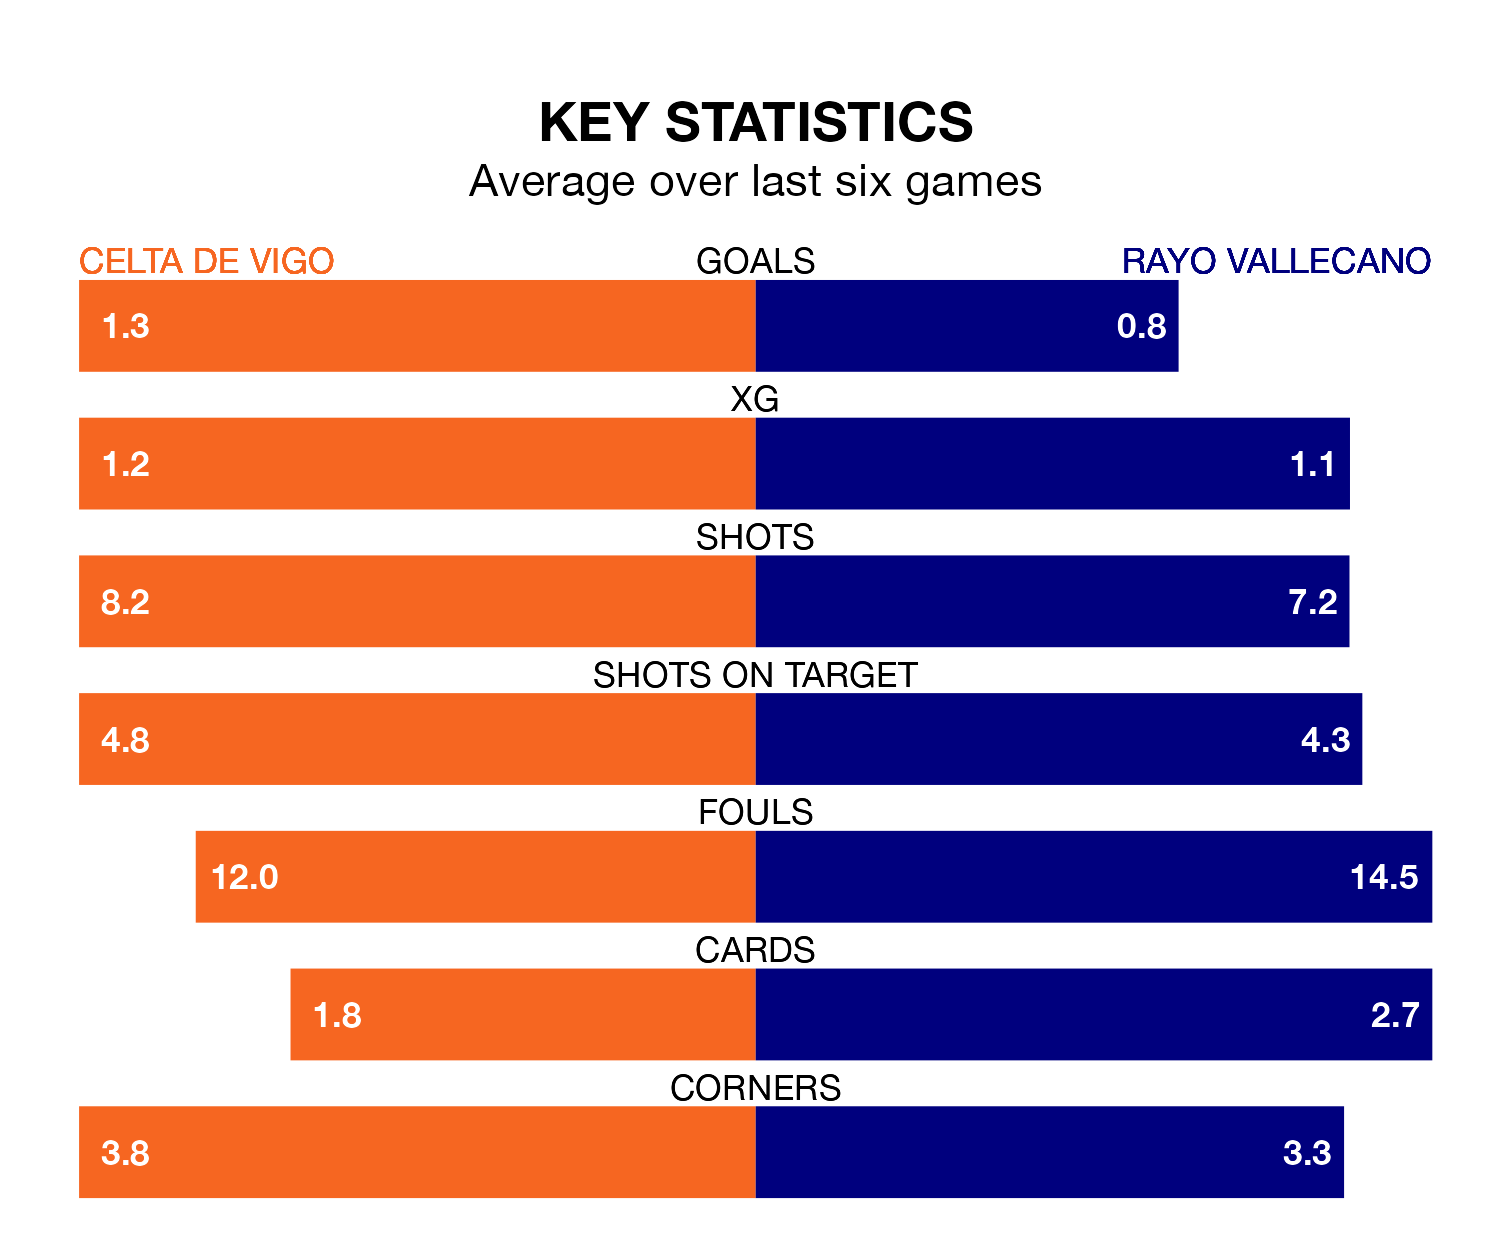 KEY STATISTICS
Average over last six games
CELTA DE VIGO GOALS RAYO VALLECANO
1.3 0.8
XG
1.2 1.1
SHOTS
8.2 7.2
SHOTS ON TARGET
4.8 4.3
FOULS
12.0 14.5
CARDS
1.8 2.7
CORNERS
3.8 3.3